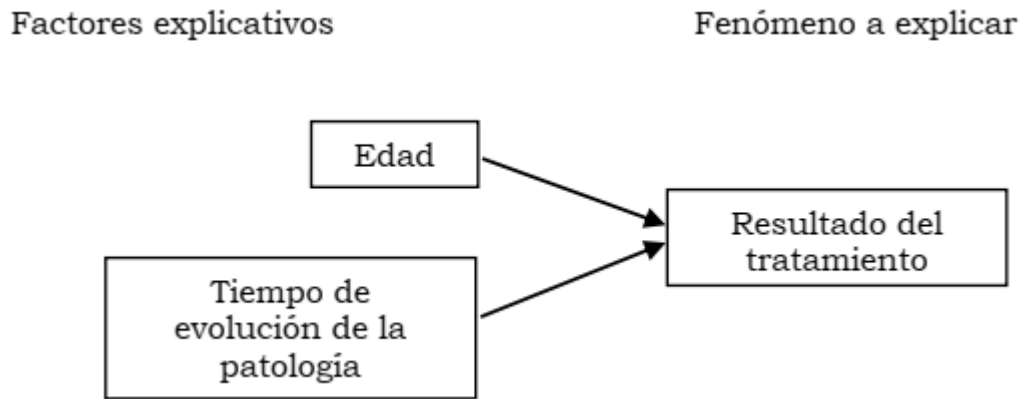 Factores explicativos
Fenómeno a explicar
Edad
Resultado del
tratamiento
Tiempo de
evolución de la
patología